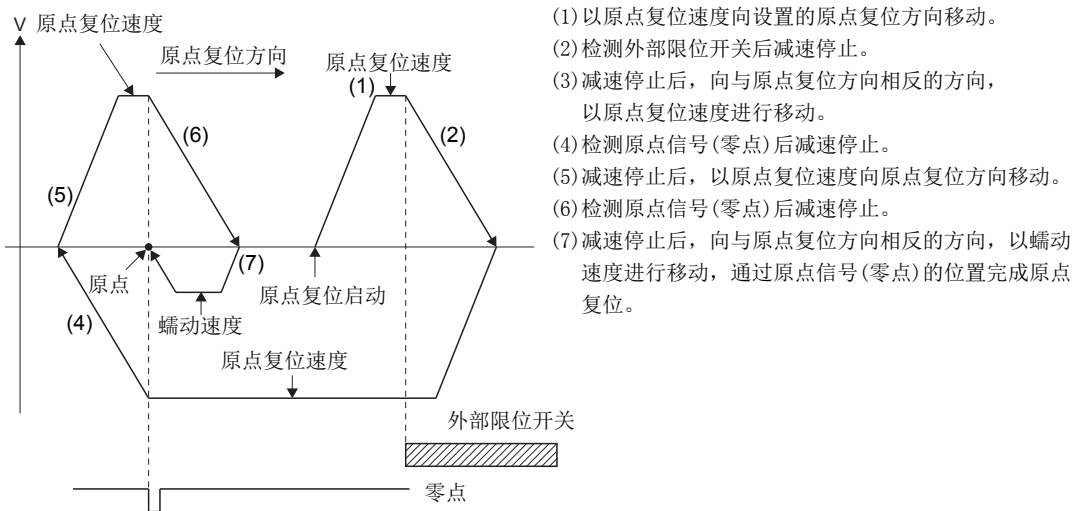 V 原点复位速度
原点复位方向
原点复位速度
(1)
(6)
(2)
(5)
(7)
原点
原点复位启动
(4)
蠕动速度
原点复位速度
外部限位开关
零点
(1)以原点复位速度向设置的原点复位方向移动。
(2)检测外部限位开关后减速停止。
(3)减速停止后，向与原点复位方向相反的方向，
以原点复位速度进行移动。
(4)检测原点信号(零点)后减速停止。
(5)减速停止后，以原点复位速度向原点复位方向移动。
(6)检测原点信号(零点)后减速停止。
(7)减速停止后，向与原点复位方向相反的方向，以蠕动
速度进行移动，通过原点信号(零点)的位置完成原点
复位。